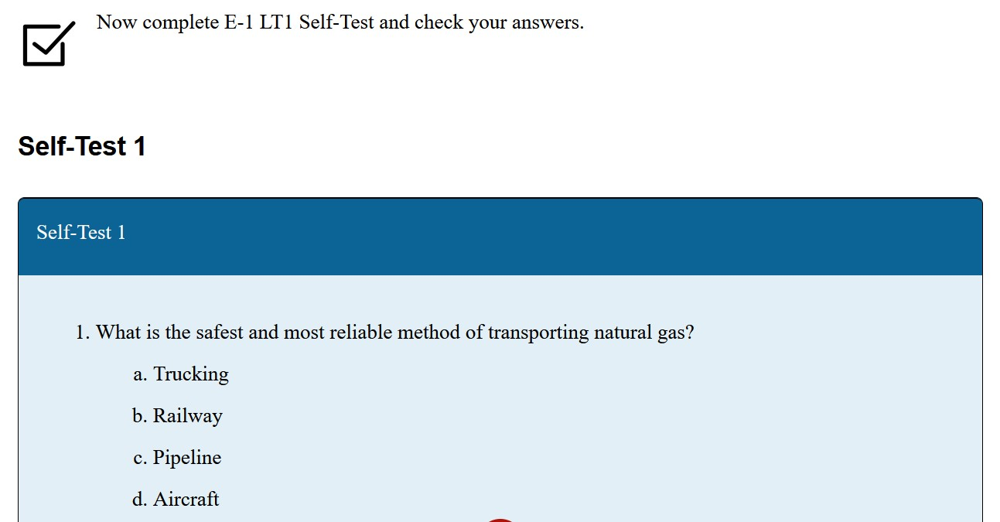 Now complete E-1 LT1 Self-Test and check your answers.
Self-Test 1
Self-Test 1
1. What is the safest and most reliable method of transporting natural gas?
a. Trucking
b. Railway
c. Pipeline
d. Aircraft